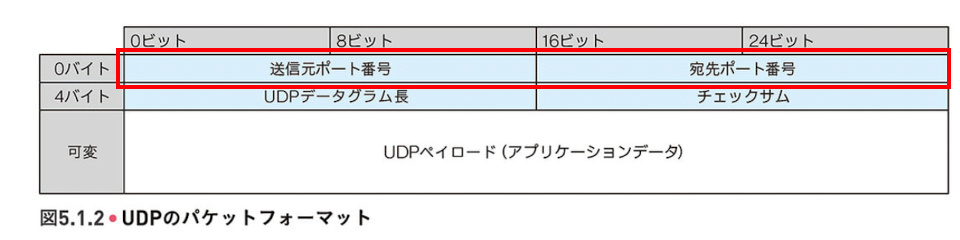 0ビット 8ビット 16ビット 24ビット
0バイト 送信元ポート番号 宛先ポート番号
4バイト UDPデータグラム長 チェックサム
可変 UDPペイロード(アプリケーションデータ)
図5.1.2•UDPのパケットフォーマット